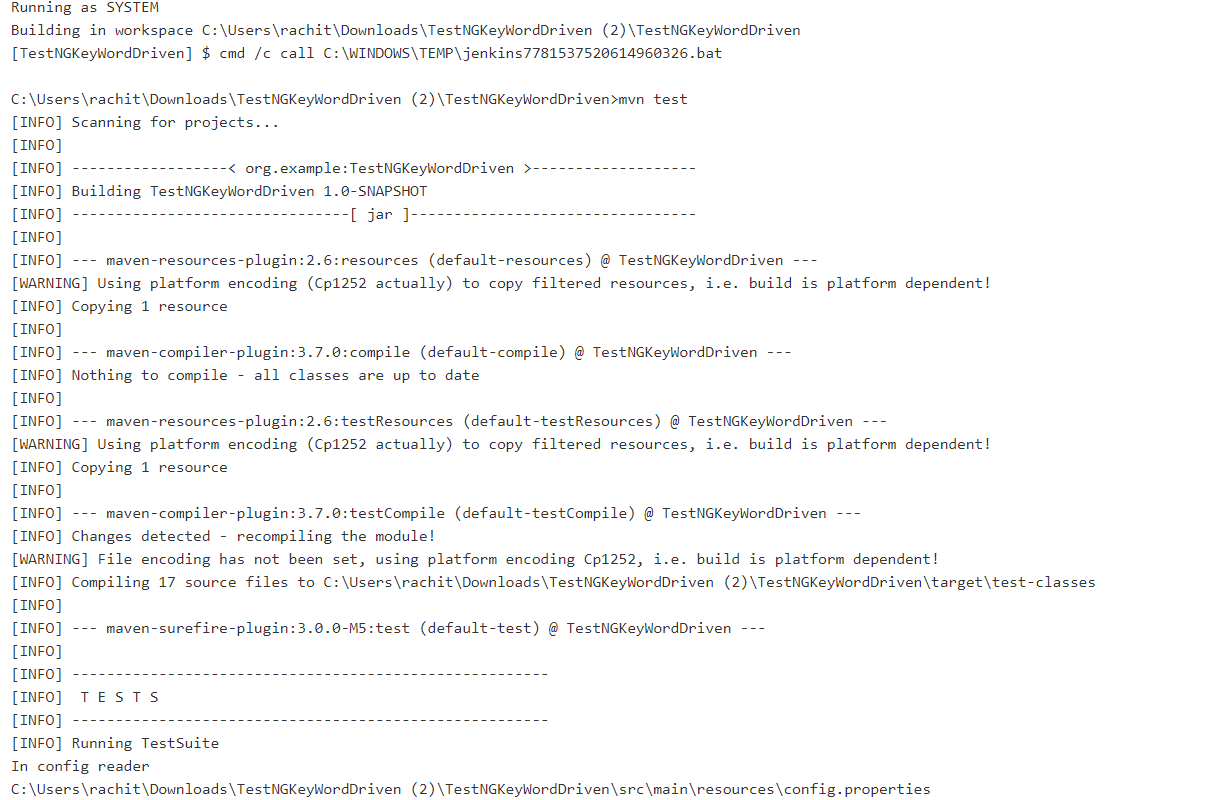 Running as SYSTEM
Building in workspace C:\Users\rachit\Downloads\TestNGKeyWordDriven (2)\TestNGKeyWordDriven
[TestNGKeyWordDriven] $ cmd /c call C:\WINDOWS\TEMP\jenkins7781537520614960326.bat
C:\Users\rachit\Downloads\TestNGKeyWordDriven (2)\TestNGKeyWordDriven>mvn test
[INFO] Scanning for projects...
[INFO]
[INFO] ------------------< org.example:TestNGKeyWordDriven >-------------------
[INFO] Building TestNGKeyWordDriven 1.0-SNAPSHOT
[INFO] --------------------------------[ jar ]---------------------------------
[INFO]
[INFO] --- maven-resources-plugin:2.6:resources (default-resources) @ TestNGKeyWordDriven ---
[WARNING] Using platform encoding (Cp1252 actually) to copy filtered resources, i.e. build is platform dependent!
[INFO] Copying 1 resource
[INFO]
[INFO] --- maven-compiler-plugin:3.7.0:compile (default-compile) @ TestNGKeyWordDriven ---
[INFO] Nothing to compile - all classes are up to date
[INFO]
[INFO] --- maven-resources-plugin:2.6:testResources (default-testResources) @ TestNGKeyWordDriven ---
[WARNING] Using platform encoding (Cp1252 actually) to copy filtered resources, i.e. build is platform dependent!
[INFO] Copying 1 resource
[INFO]
[INFO] --- maven-compiler-plugin:3.7.0:testCompile (default-testCompile) @ TestNGKeyWordDriven ---
[INFO] Changes detected - recompiling the module!
[WARNING] File encoding has not been set, using platform encoding Cp1252, i.e. build is platform dependent!
[INFO] Compiling 17 source files to C:\Users\rachit\Downloads\TestNGKeyWordDriven (2)\TestNGKeyWordDriven\target\test-classes
[INFO]
[INFO] --- maven-surefire-plugin:3.0.0-M5:test (default-test) @ TestNGKeyWordDriven ---
[INFO]
[INFO] -------------------------------------------------------
[INFO]  T E S T S
[INFO] -------------------------------------------------------
[INFO] Running TestSuite
In config reader
C:\Users\rachit\Downloads\TestNGKeyWordDriven (2)\TestNGKeyWordDriven\src\main\resources\config.properties